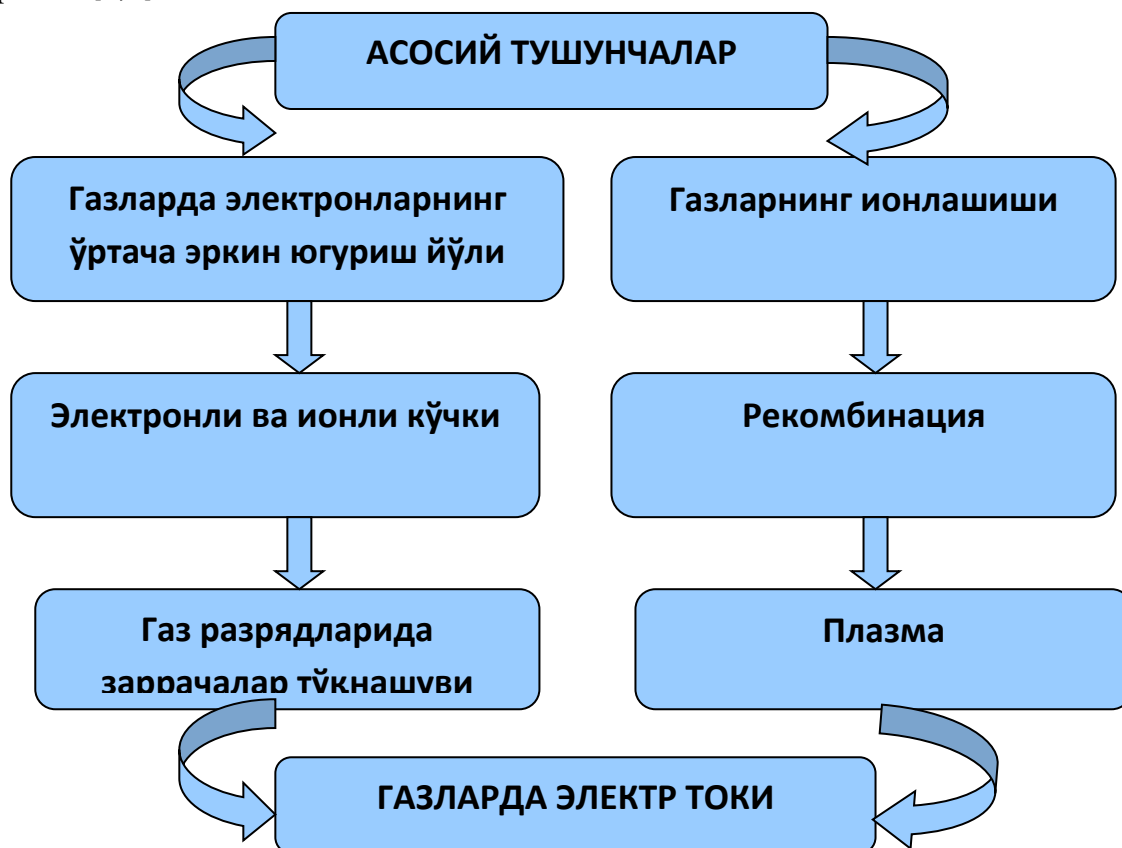 АСОСИЙ ТУШУНЧАЛАР
Газларда электронларнинг
ўртача эркин югуриш йўли
Газларнинг ионлашиши
Электронли ва ионли кўчки
Рекомбинация
Газ разрядларида
заррачалар тўқнашуви
Плазма
ГАЗЛАРДА ЭЛЕКТР ТОКИ